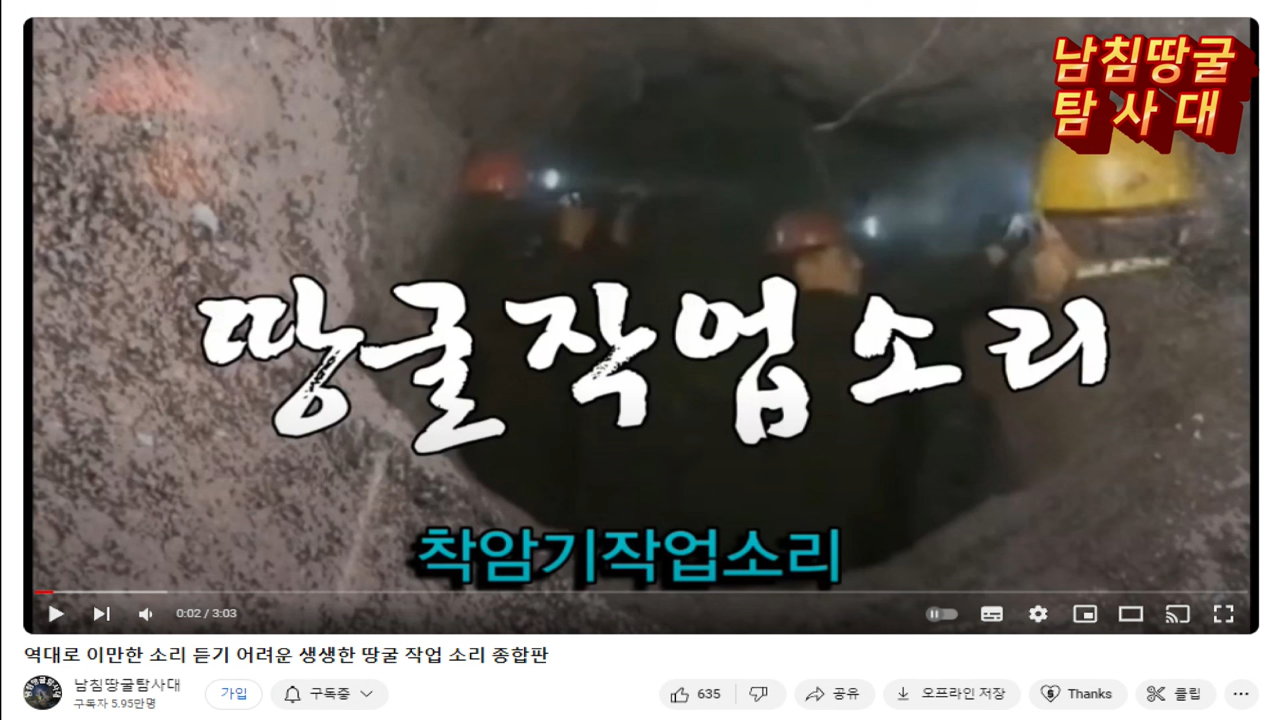 남침땅굴
탐사대
땅굴작업소리
착암기작업소리
0:02 / 3:03
역대로 이만한 소리 듣기 어려운 생생한 땅굴 작업 소리 종합판
남침땅굴탐사대
구독자 5.95만명
가입
구독중
635
공유
오프라인 저장
Thanks
클립